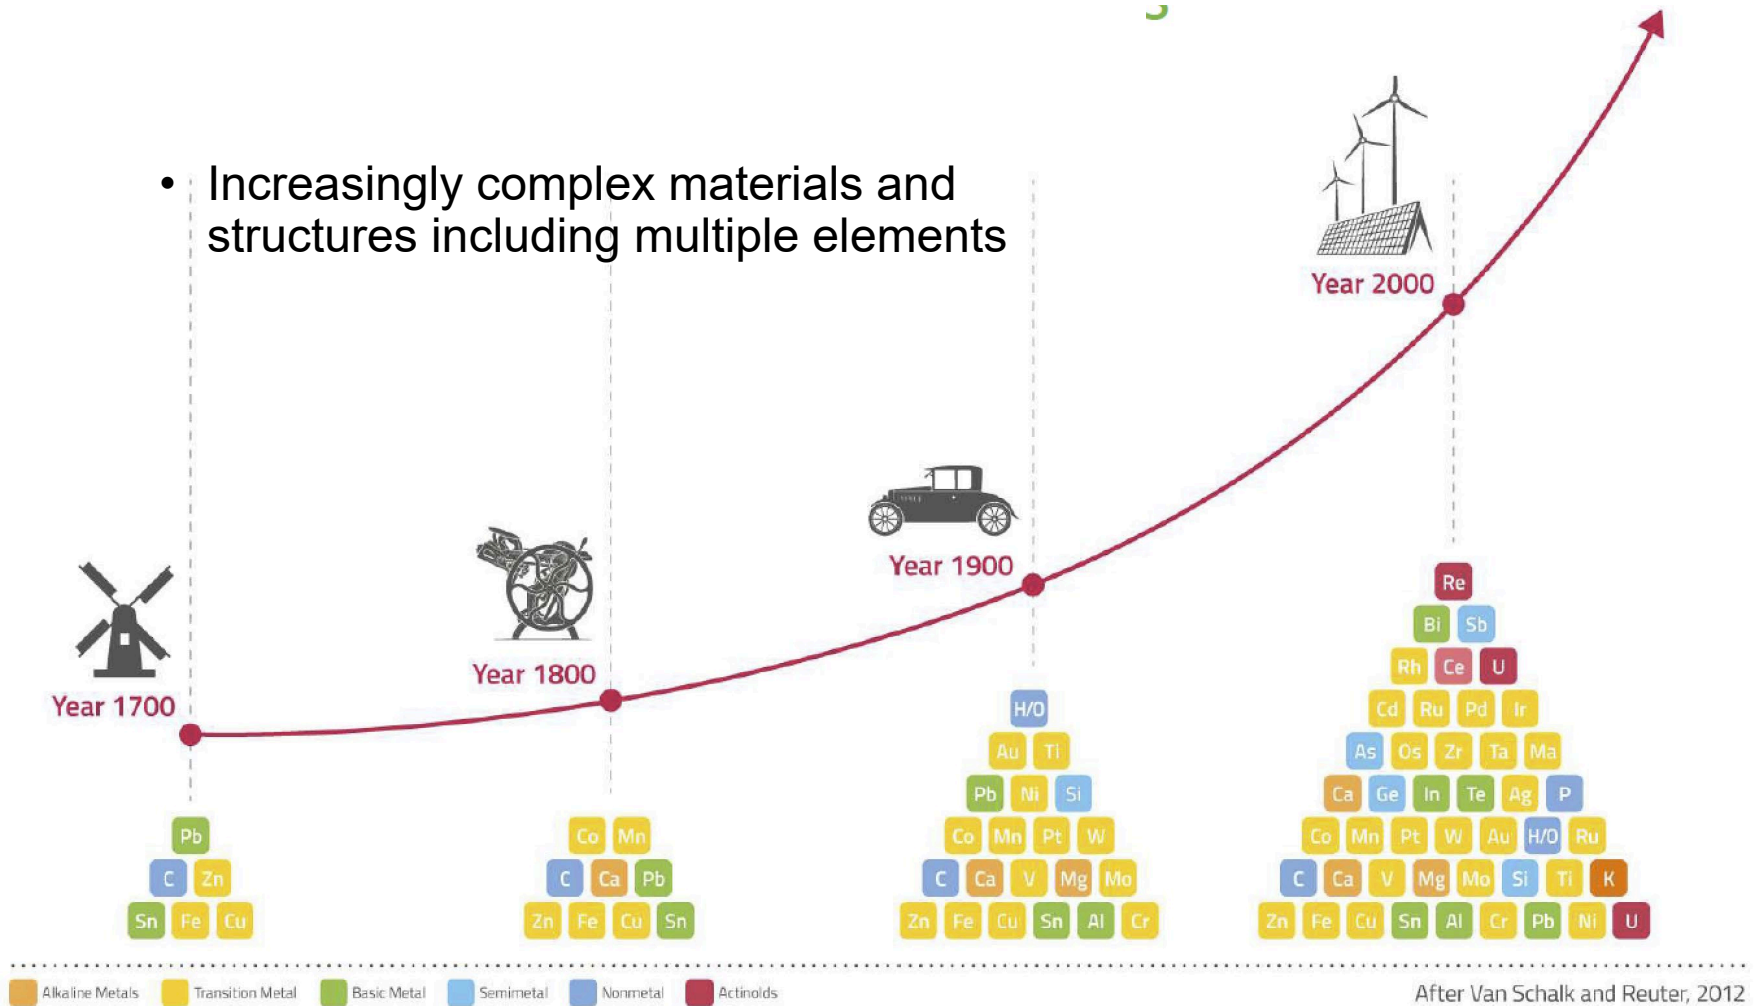 • Increasingly complex materials and
structures including multiple elements
Year 2000
Year 1900
Year 1800
Year 1700
Pb
C Zn
Sn Fe Cu
Co Mn
C Ca Pb
Zn Fe Cu Sn
H/O
Au Ti
Pb Ni Si
Co Mn Pt W
C Ca V Mg Mo
Zn Fe Cu Sn Al Cr
Re
Bi Sb
Rh Ce U
Cd Ru Pd Ir
As Os Zr Ta Ma
Ca Ge In Te Ag P
Co Mn Pt W Au H/O Ru
C Ca V Mg Mo Si Ti K
Zn Fe Cu Sn Al Cr Pb Ni U
Alkaline Metals Transition Metal Basic Metal Semimetal Nonmetal Actinolds
After Van Schalk and Reuter, 2012